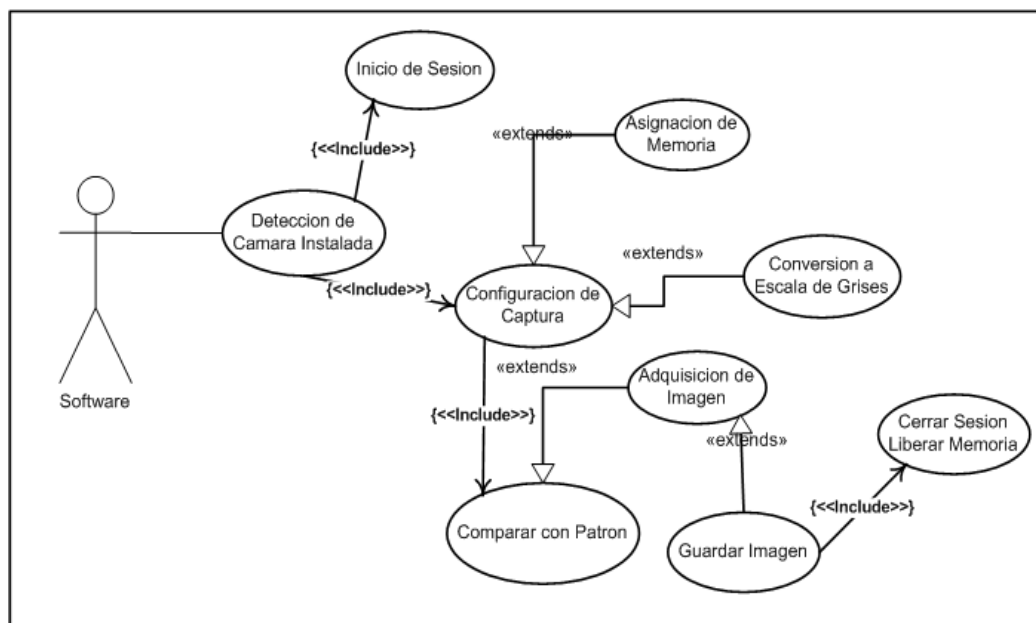 Inicio de Sesion
«extends»
Asignacion de
Memoria
{<<Include>>}
Deteccion de
Camara Instalada
«extends»
Conversion a
Escala de Grises
{<<Include>>}
Configuracion de
Captura
«extends»
Adquisicion de
Imagen
Software
{<<Include>>}
«extends»
Cerrar Sesion
Liberar Memoria
{<<Include>>}
Comparar con Patron
Guardar Imagen